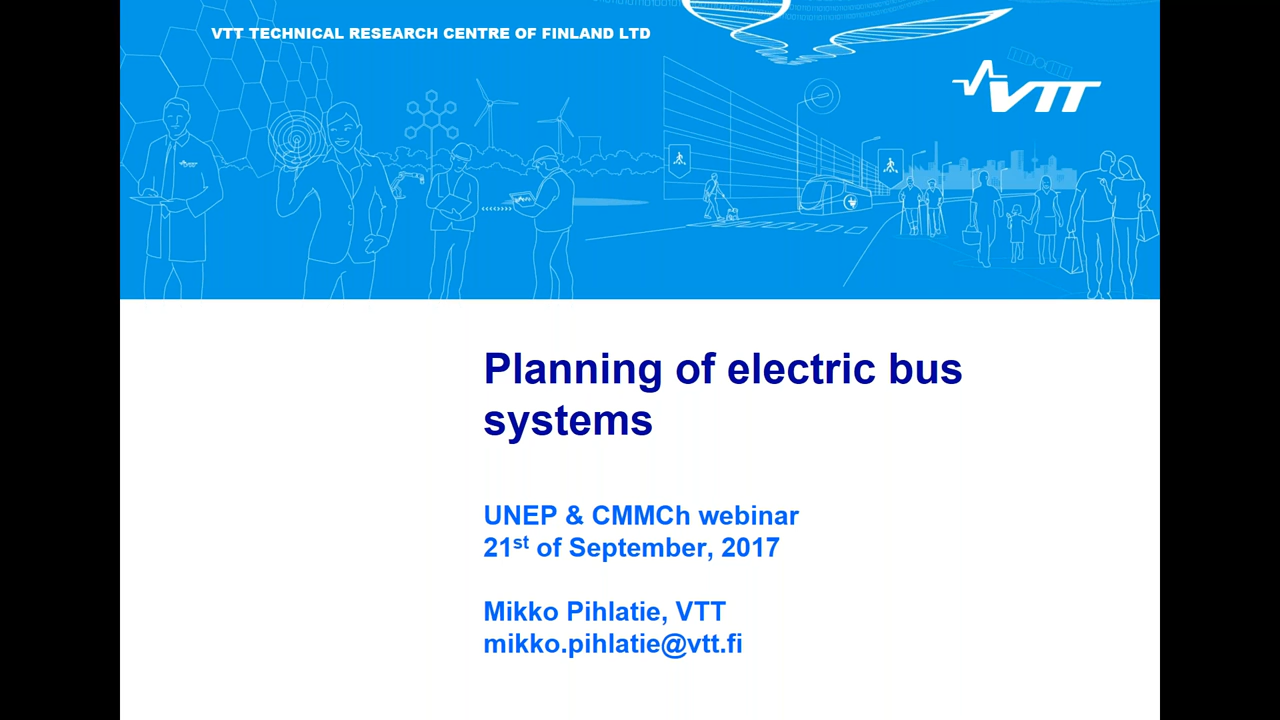 VTT TECHNICAL RESEARCH CENTRE OF FINLAND LTD
VTT
Planning of electric bus
systems
UNEP & CMMCh webinar
21st of September, 2017
Mikko Pihlatie, VTT
mikko.pihlatie@vtt.fi